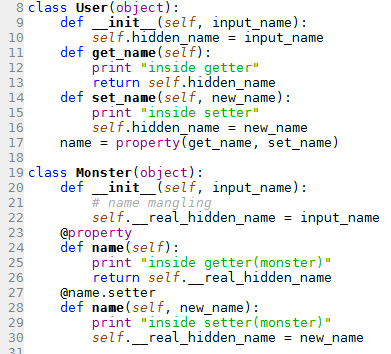 8 class User(object):
9     def __init__(self, input_name):
10         self.hidden_name = input_name
11     def get_name(self):
12         print "inside getter"
13         return self.hidden_name
14     def set_name(self, new_name):
15         print "inside setter"
16         self.hidden_name = new_name
17     name = property(get_name, set_name)
18
19 class Monster(object):
20     def __init__(self, input_name):
21         # name mangling
22         self.__real_hidden_name = input_name
23     @property
24     def name(self):
25         print "inside getter(monster)"
26         return self.__real_hidden_name
27     @name.setter
28     def name(self, new_name):
29         print "inside setter(monster)"
30         self.__real_hidden_name = new_name
31